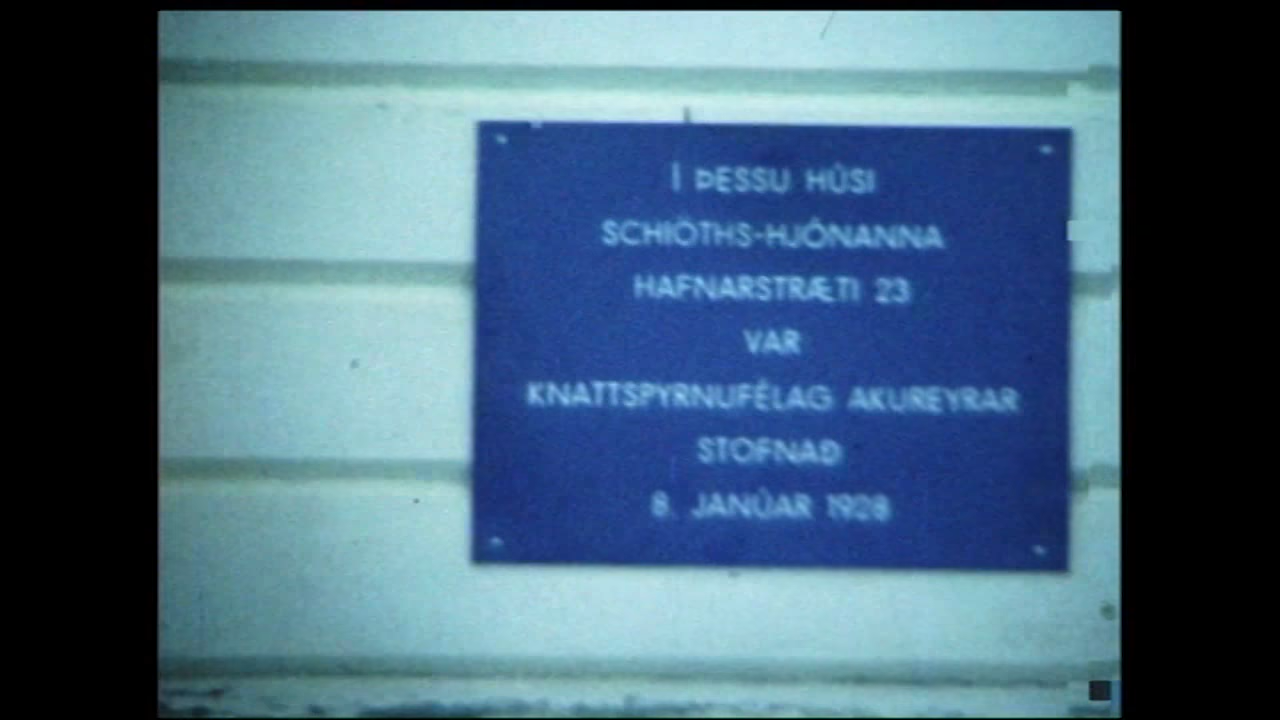 Í ÞESSU HÚSI
SCHIÖTHS-HJÓNANNA
HAFNARSTRÆTI 23
VAR
KNATTSPYRNUFÉLAG AKUREYRAR
STOFNAÐ
8. JANÚAR 1928